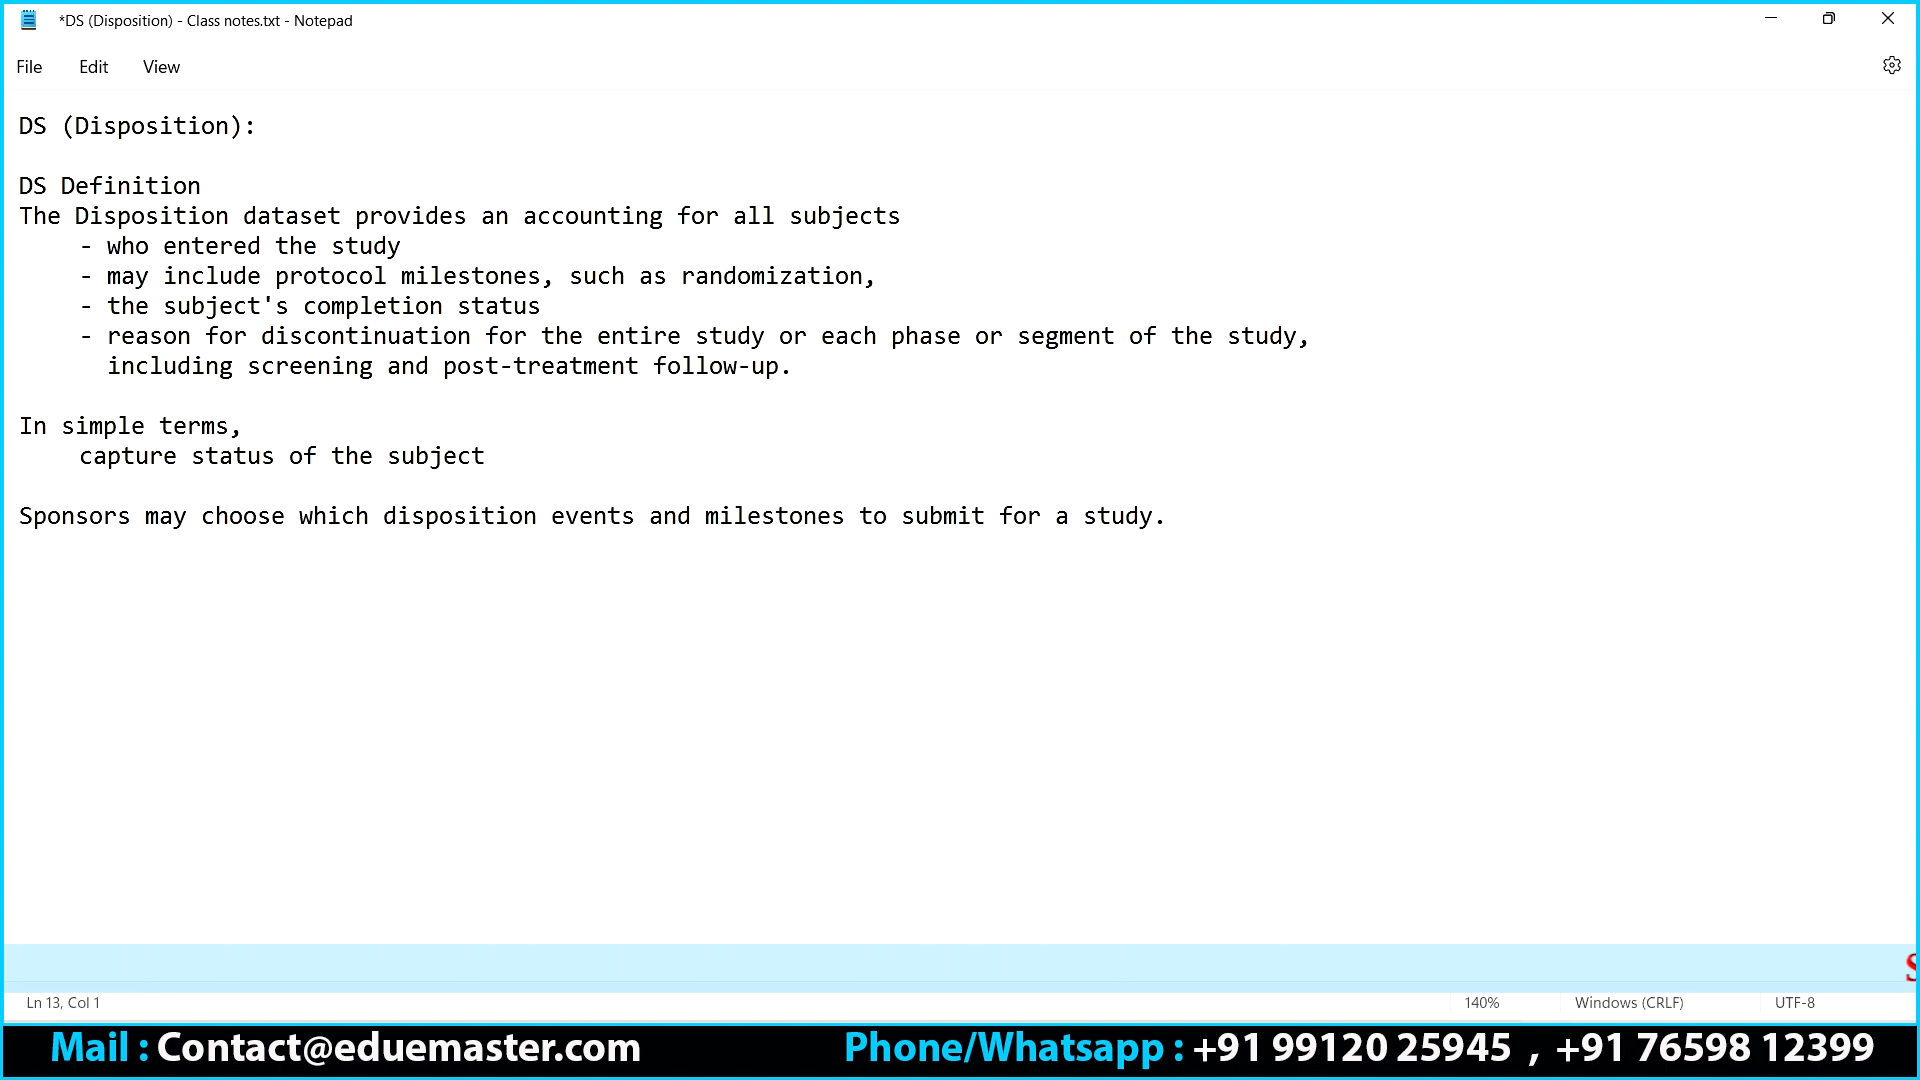 *DS (Disposition) - Class notes.txt - Notepad
File Edit View
DS (Disposition):
DS Definition
The Disposition dataset provides an accounting for all subjects
- who entered the study
- may include protocol milestones, such as randomization,
- the subject's completion status
- reason for discontinuation for the entire study or each phase or segment of the study,
including screening and post-treatment follow-up.
In simple terms,
capture status of the subject
Sponsors may choose which disposition events and milestones to submit for a study.
Ln 13, Col 1 140% Windows (CRLF) UTF-8
Mail : Contact@eduemaster.com Phone/Whatsapp : +91 99120 25945 , +91 76598 12399